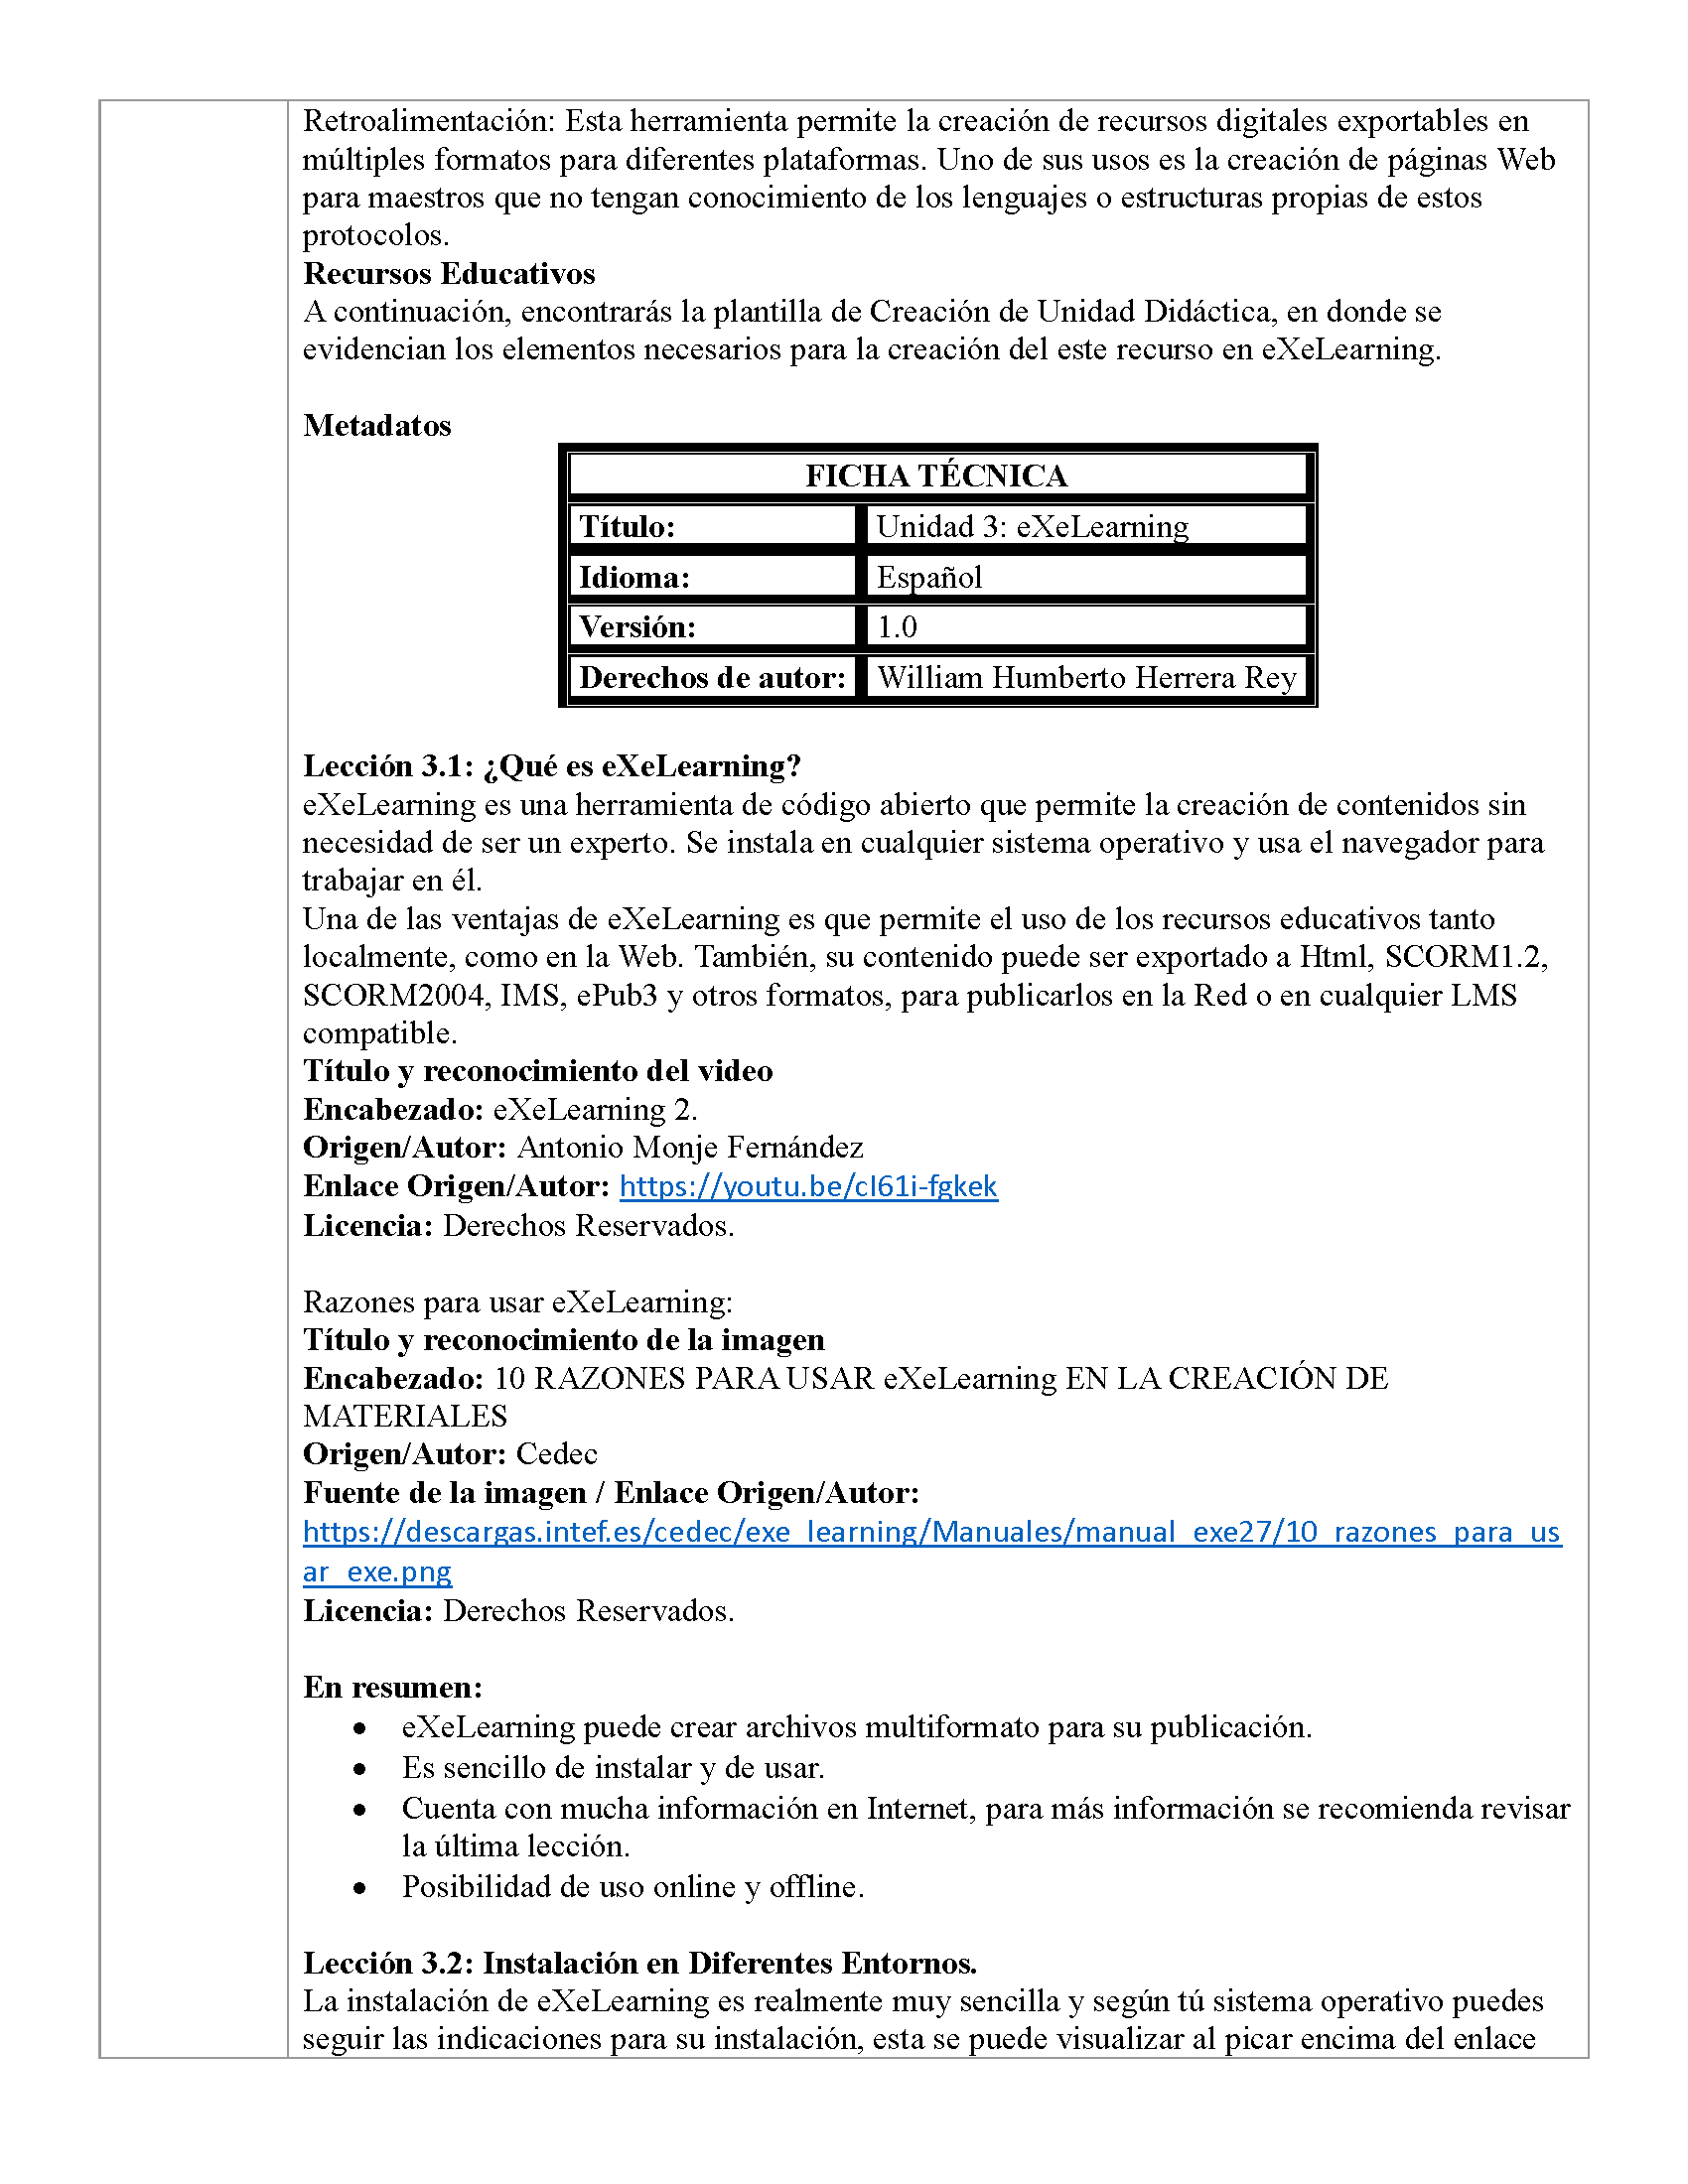 Retroalimentación: Esta herramienta permite la creación de recursos digitales exportables en
múltiples formatos para diferentes plataformas. Uno de sus usos es la creación de páginas Web
para maestros que no tengan conocimiento de los lenguajes o estructuras propias de estos
protocolos.
Recursos Educativos
A continuación, encontrarás la plantilla de Creación de Unidad Didáctica, en donde se
evidencian los elementos necesarios para la creación del este recurso en eXeLearning.
Metadatos
FICHA TÉCNICA
Título: Unidad 3: eXeLearning
Idioma: Español
Versión: 1.0
Derechos de autor: William Humberto Herrera Rey
Lección 3.1: ¿Qué es eXeLearning?
eXeLearning es una herramienta de código abierto que permite la creación de contenidos sin
necesidad de ser un experto. Se instala en cualquier sistema operativo y usa el navegador para
trabajar en él.
Una de las ventajas de eXeLearning es que permite el uso de los recursos educativos tanto
localmente, como en la Web. También, su contenido puede ser exportado a Html, SCORM1.2,
SCORM2004, IMS, ePub3 y otros formatos, para publicarlos en la Red o en cualquier LMS
compatible.
Título y reconocimiento del video
Encabezado: eXeLearning 2.
Origen/Autor: Antonio Monje Fernández
Enlace Origen/Autor: https://youtu.be/cI61i-fgkek
Licencia: Derechos Reservados.
Razones para usar eXeLearning:
Título y reconocimiento de la imagen
Encabezado: 10 RAZONES PARA USAR eXeLearning EN LA CREACIÓN DE
MATERIALES
Origen/Autor: Cedec
Fuente de la imagen / Enlace Origen/Autor:
https://descargas.intef.es/cedec/exe_learning/Manuales/manual_exe27/10_razones_para_us
ar_exe.png
Licencia: Derechos Reservados.
En resumen:
• eXeLearning puede crear archivos multiformato para su publicación.
• Es sencillo de instalar y de usar.
• Cuenta con mucha información en Internet, para más información se recomienda revisar
la última lección.
• Posibilidad de uso online y offline.
Lección 3.2: Instalación en Diferentes Entornos.
La instalación de eXeLearning es realmente muy sencilla y según tú sistema operativo puedes
seguir las indicaciones para su instalación, esta se puede visualizar al picar encima del enlace